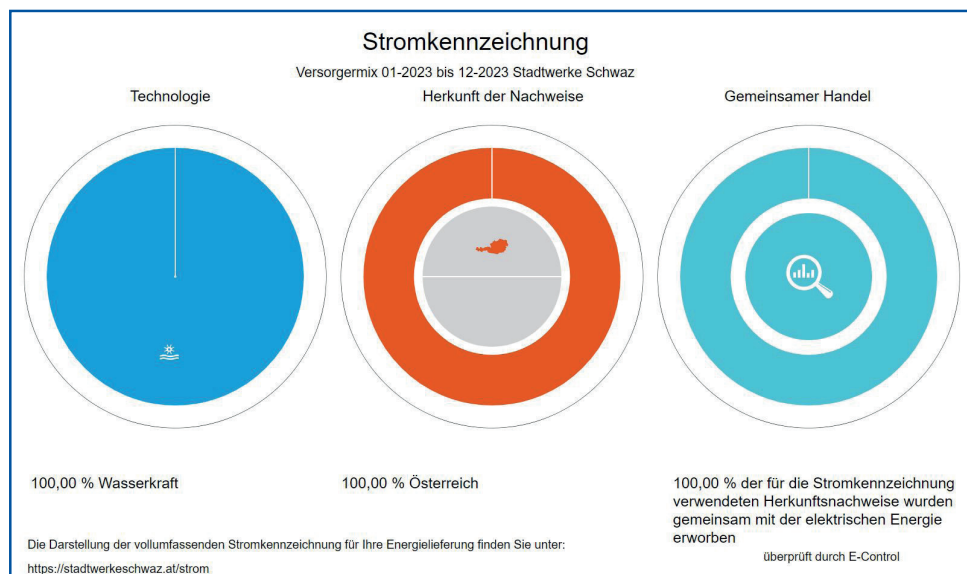 Stromkennzeichnung
Versorgermix 01-2023 bis 12-2023 Stadtwerke Schwaz
Technologie
Herkunft der Nachweise
Gemeinsamer Handel
100,00 % Wasserkraft
100,00 % Österreich
100,00 % der für die Stromkennzeichnung
verwendeten Herkunftsnachweise wurden
gemeinsam mit der elektrischen Energie
erworben
Die Darstellung der vollumfassenden Stromkennzeichnung für Ihre Energielieferung finden Sie unter:
https://stadtwerkeschwaz.at/strom
überprüft durch E-Control